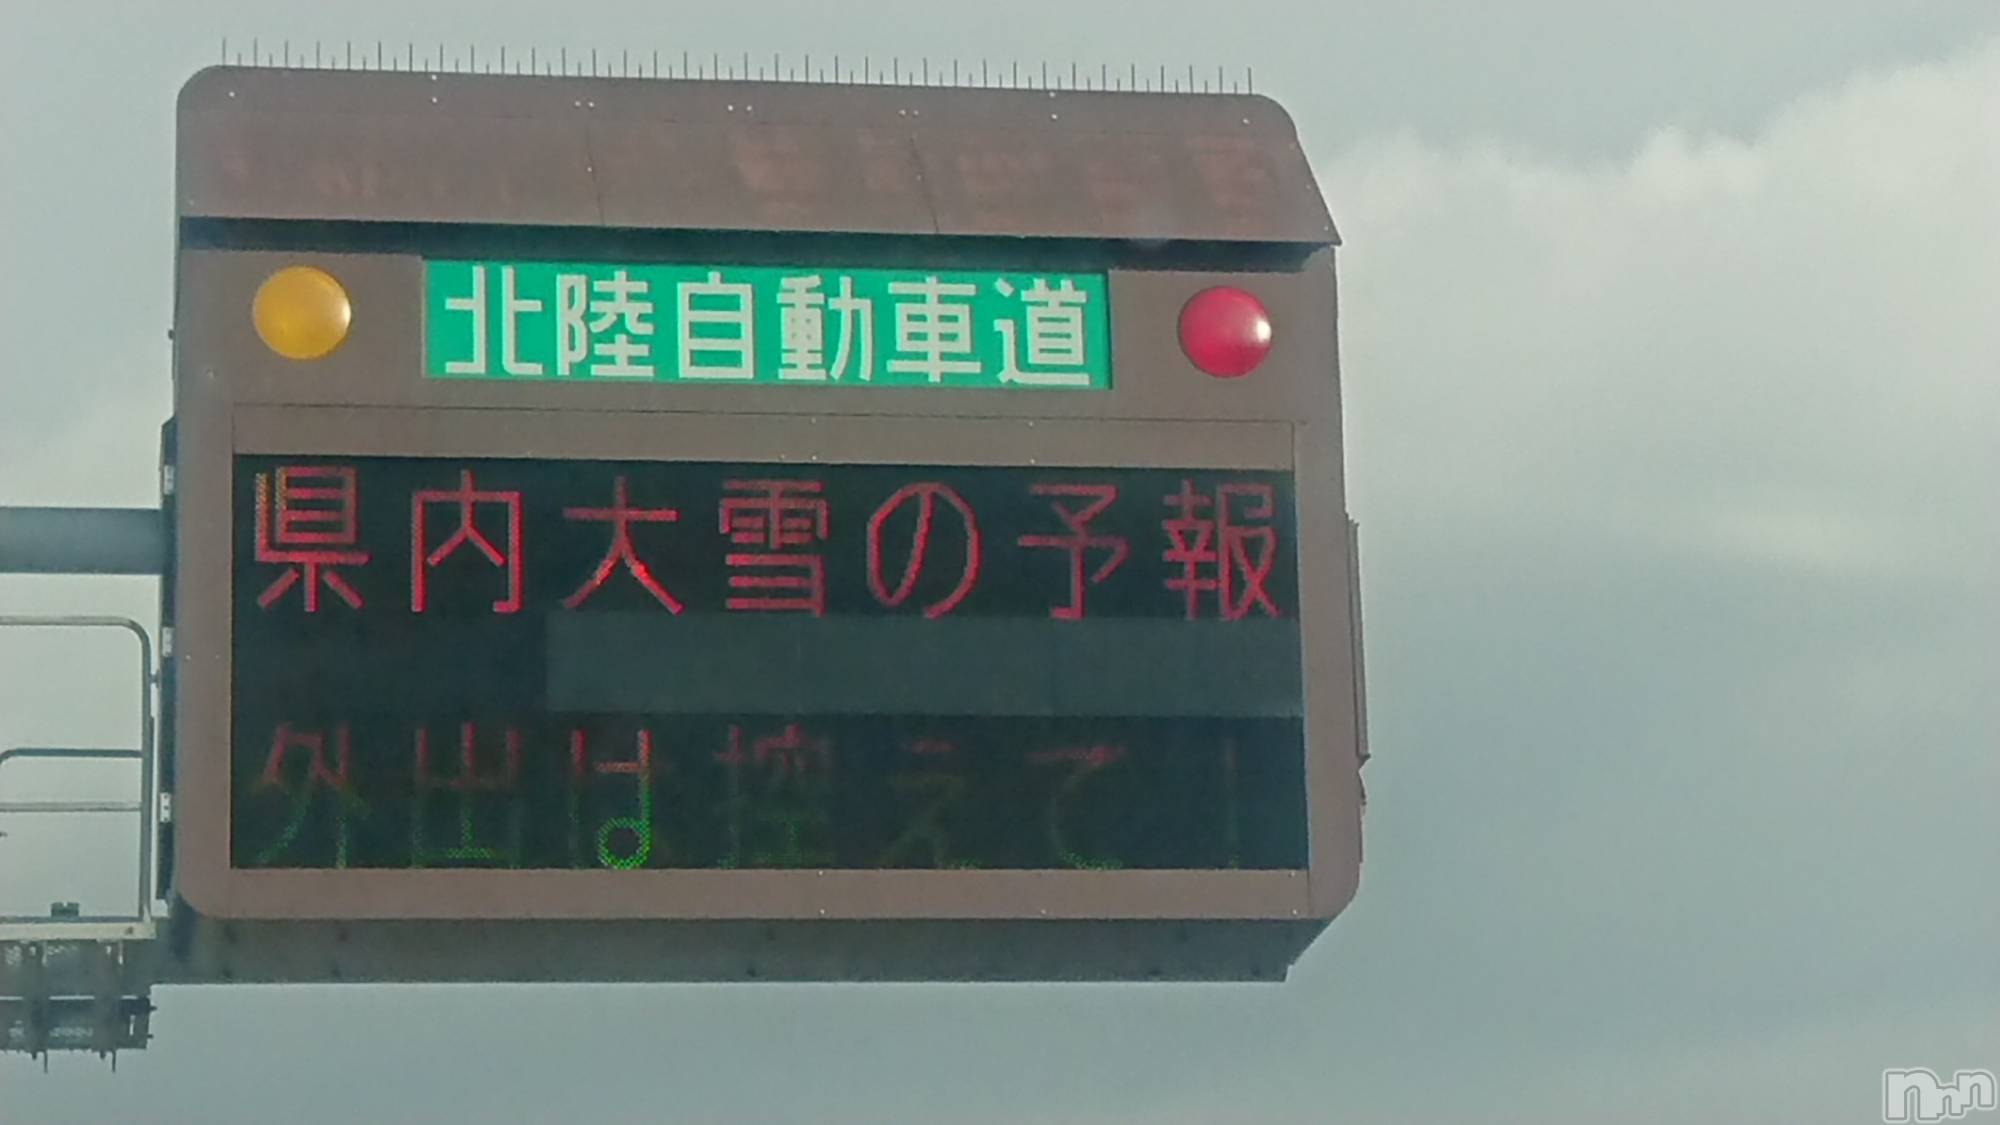 北陸自動車道
県内大雪の予報
外出は控えて！
nnn